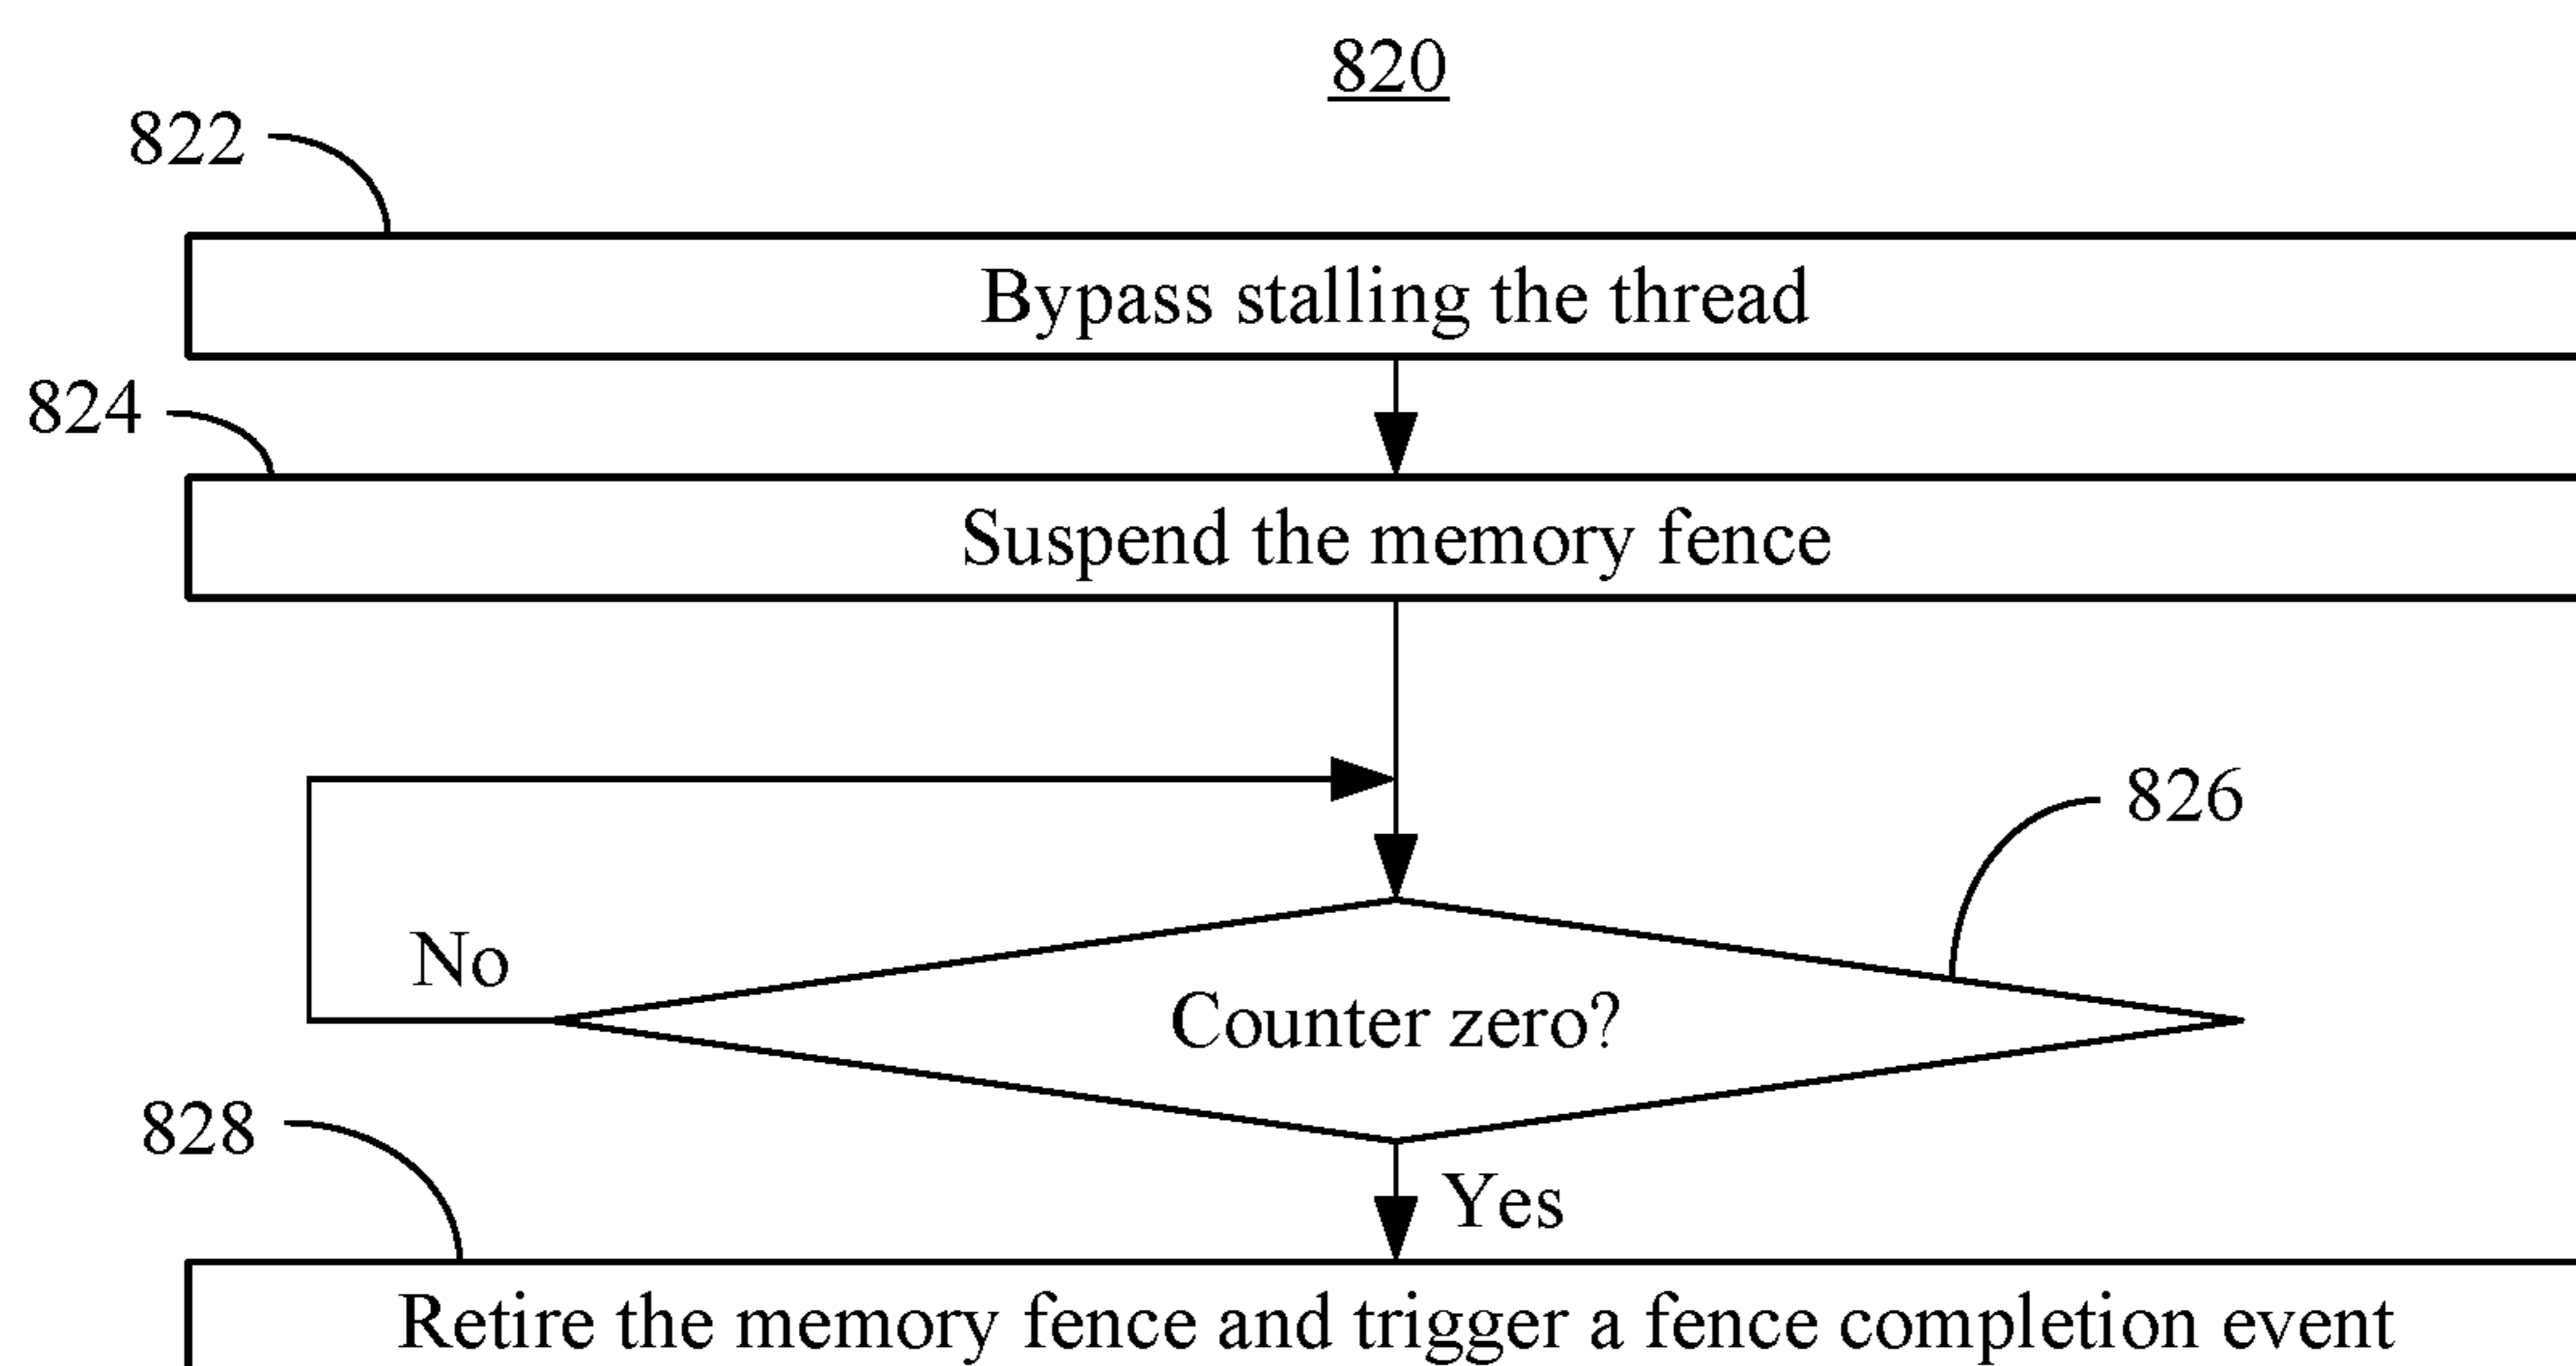 820
822
Bypass stalling the thread
824
Suspend the memory fence
826
No
Counter zero?
828
Yes
Retire the memory fence and trigger a fence completion event